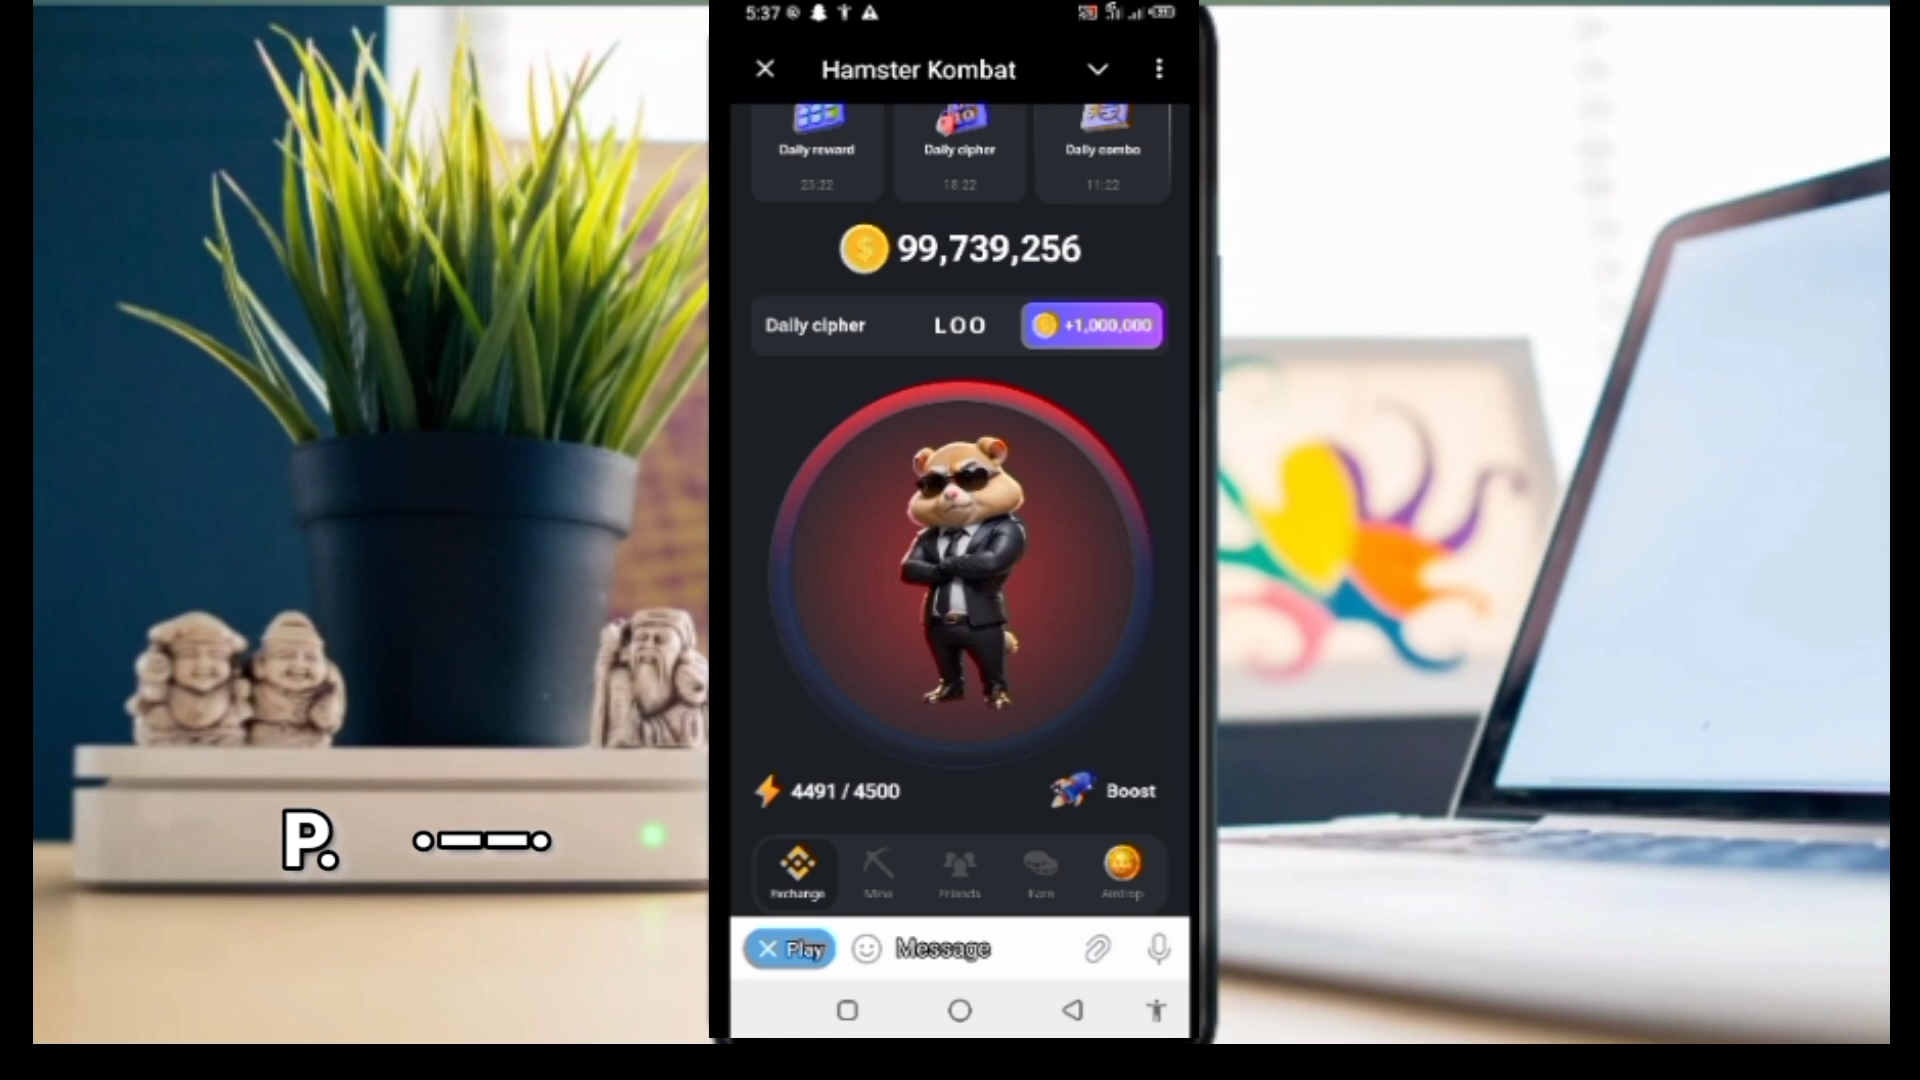 5:37
Hamster Kombat
Daily reward
Daily cipher
Daily combo
23:22
18:22
11:22
99,739,256
Daily cipher LOO +1,000,000
4491 / 4500
Boost
P. •——•
Exchange
Mine
Friends
Earn
Airdrop
Play
Message